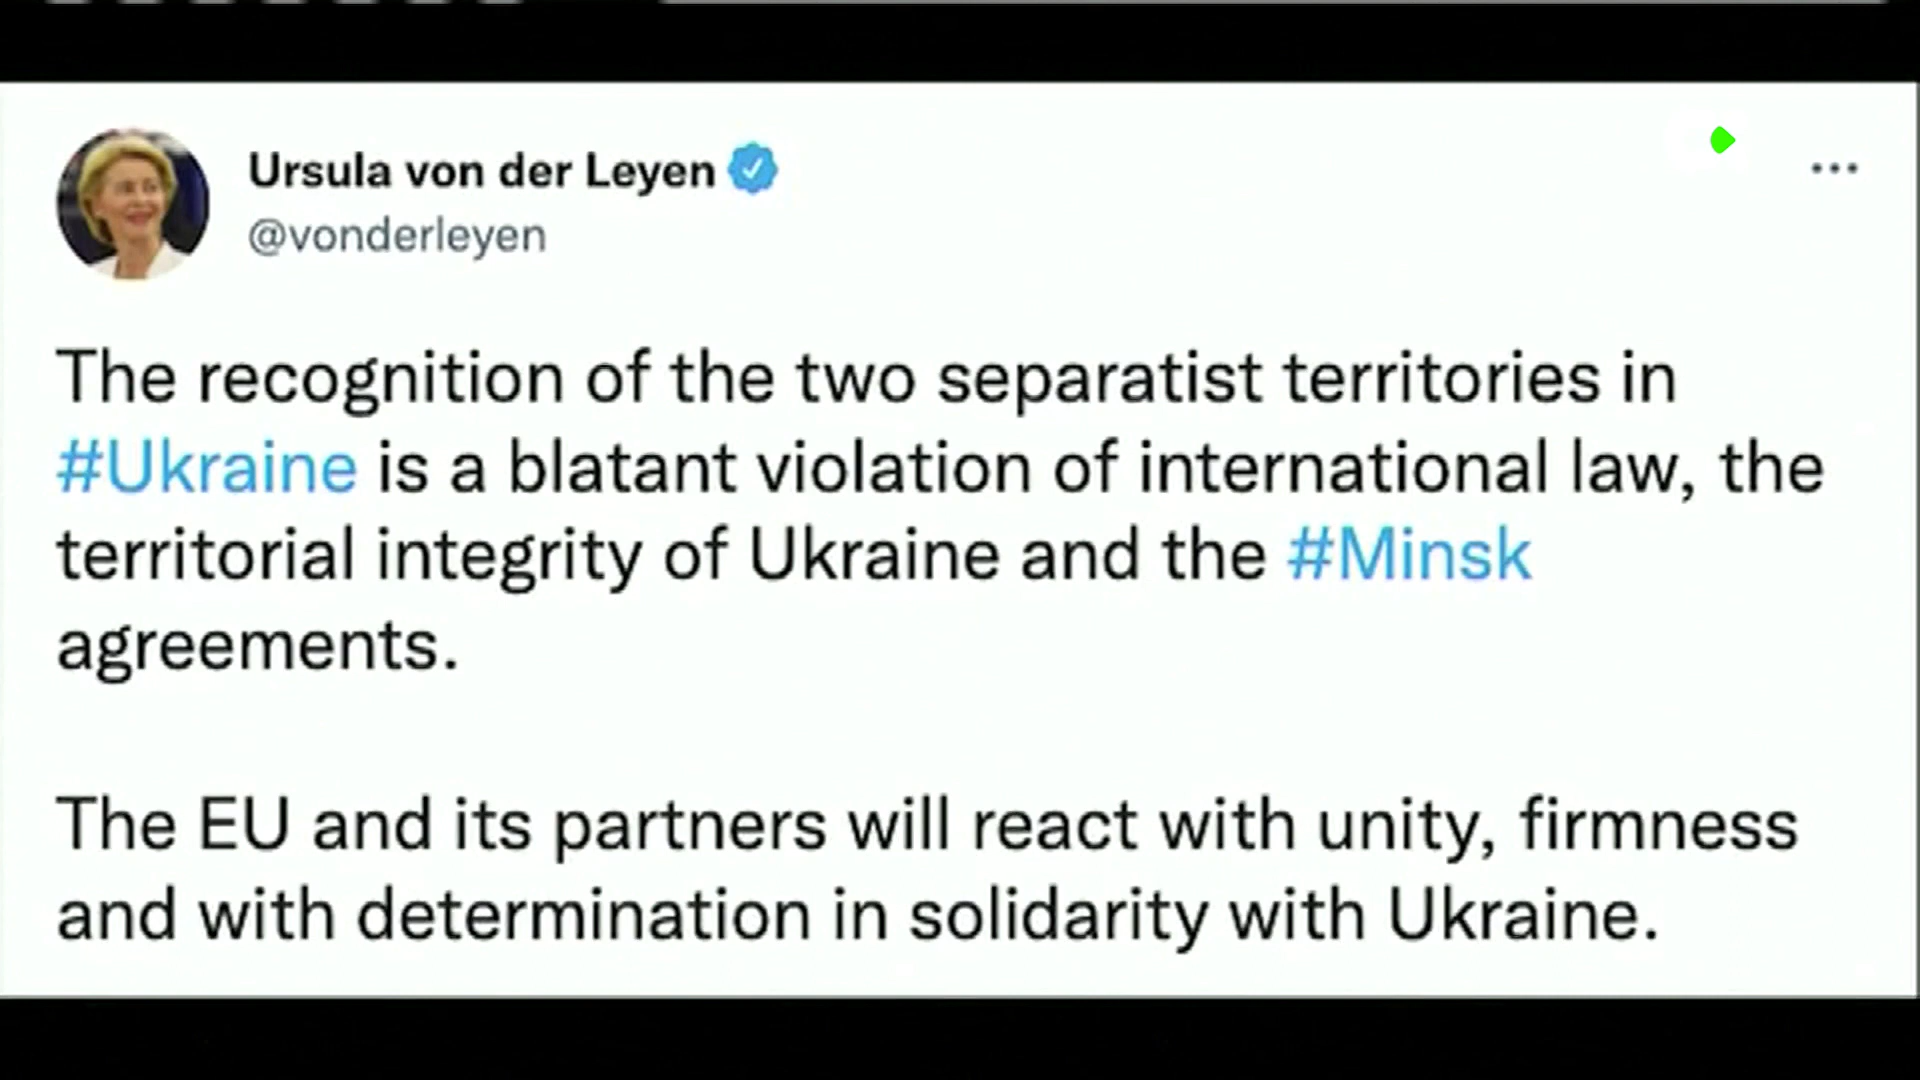 Ursula von der Leyen
@vonderleyen
The recognition of the two separatist territories in
#Ukraine is a blatant violation of international law, the
territorial integrity of Ukraine and the #Minsk
agreements.
The EU and its partners will react with unity, firmness
and with determination in solidarity with Ukraine.